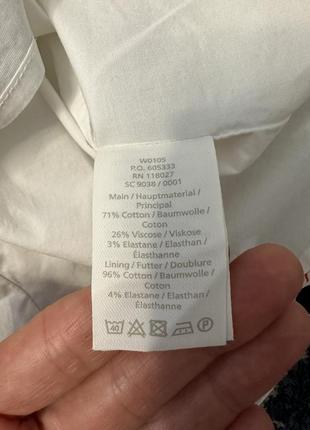 W0105
P.O. 605333
RN 118027
SC 9038 / 0001
Main / Hauptmaterial /
Principal
71% Cotton / Baumwolle /
Coton
26% Viscose / Viskose
3% Elastane / Elasthan /
Élasthanne
Lining / Futter / Doublure
96% Cotton / Baumwolle /
Coton
4% Elastane / Elasthan /
Élasthanne
40 P